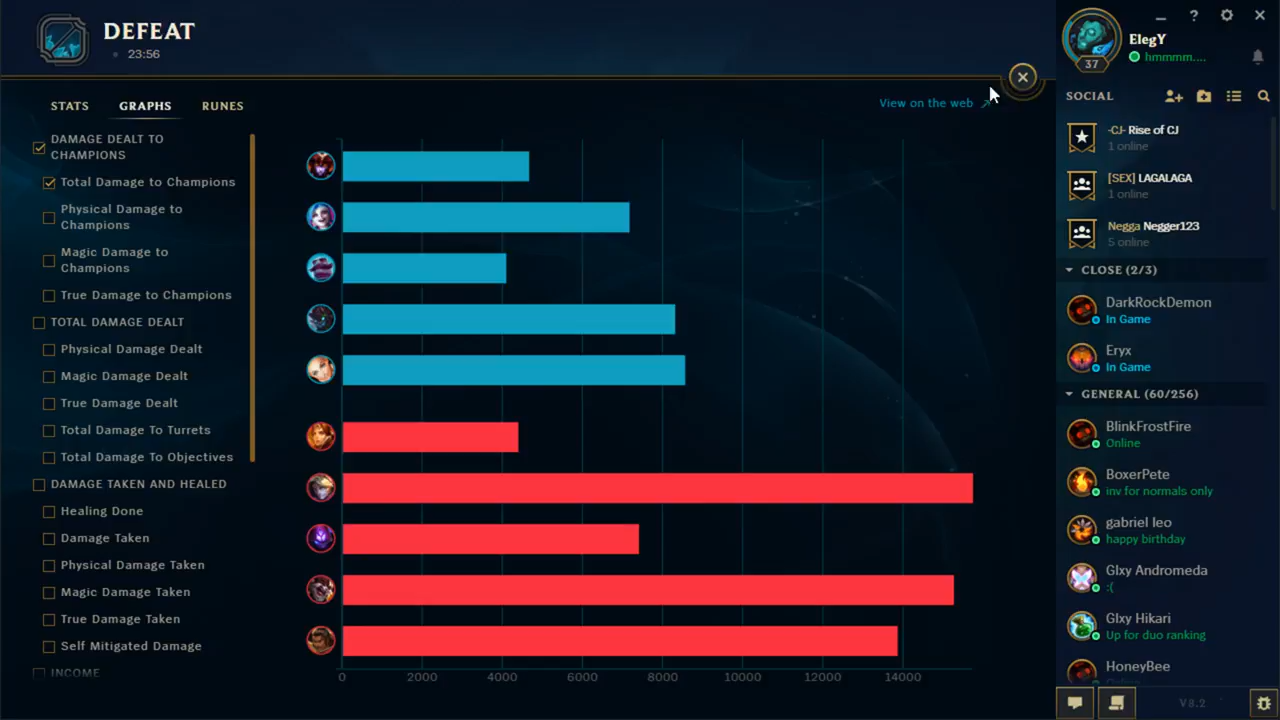 DEFEAT
23:56
STATS
GRAPHS
RUNES
View on the web
DAMAGE DEALT TO
CHAMPIONS
Total Damage to Champions
Physical Damage to
Champions
Magic Damage to
Champions
True Damage to Champions
TOTAL DAMAGE DEALT
Physical Damage Dealt
Magic Damage Dealt
True Damage Dealt
Total Damage To Turrets
Total Damage To Objectives
DAMAGE TAKEN AND HEALED
Healing Done
Damage Taken
Physical Damage Taken
Magic Damage Taken
True Damage Taken
Self Mitigated Damage
INCOME
0 2000 4000 6000 8000 10000 12000 14000
37
ElegY
hmmmm....
SOCIAL
-CJ- Rise of CJ
1 online
[SEX] LAGALAGA
1 online
Negga Negger123
5 online
CLOSE (2/3)
DarkRockDemon
In Game
Eryx
In Game
GENERAL (60/256)
BlinkFrostFire
Online
BoxerPete
inv for normals only
gabriel leo
happy birthday
Glxy Andromeda
:(
Glxy Hikari
Up for duo ranking
HoneyBee
Online
V8.2